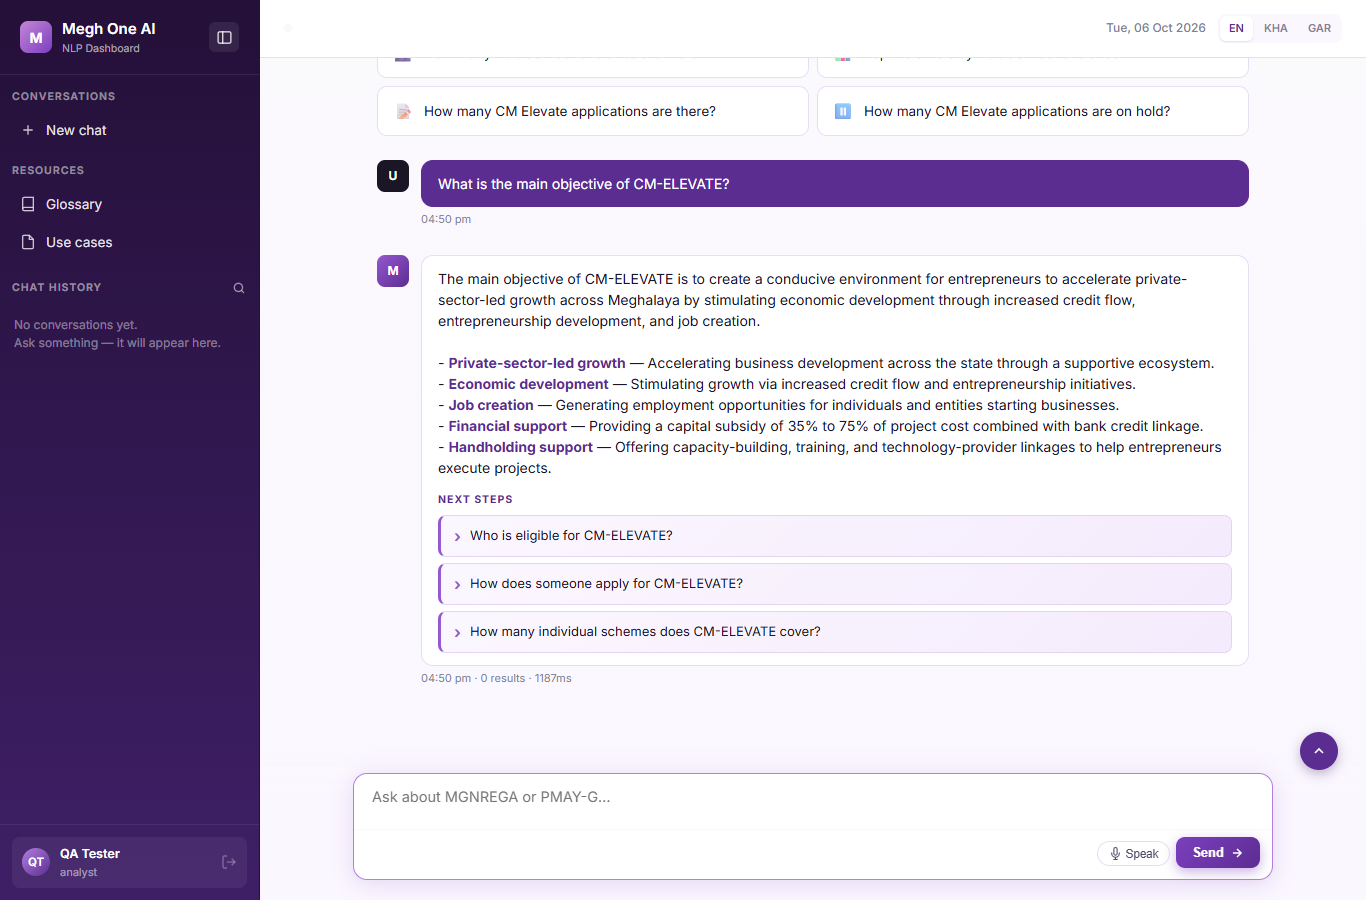 M
Megh One AI
NLP Dashboard
CONVERSATIONS
New chat
RESOURCES
Glossary
Use cases
CHAT HISTORY
No conversations yet.
Ask something — it will appear here.
QT
QA Tester
analyst
Tue, 06 Oct 2026
EN
KHA
GAR
How many CM Elevate applications are there?
How many CM Elevate applications are on hold?
U
What is the main objective of CM-ELEVATE?
04:50 pm
M
The main objective of CM-ELEVATE is to create a conducive environment for entrepreneurs to accelerate private-
sector-led growth across Meghalaya by stimulating economic development through increased credit flow,
entrepreneurship development, and job creation.
- Private-sector-led growth — Accelerating business development across the state through a supportive ecosystem.
- Economic development — Stimulating growth via increased credit flow and entrepreneurship initiatives.
- Job creation — Generating employment opportunities for individuals and entities starting businesses.
- Financial support — Providing a capital subsidy of 35% to 75% of project cost combined with bank credit linkage.
- Handholding support — Offering capacity-building, training, and technology-provider linkages to help entrepreneurs
execute projects.
NEXT STEPS
Who is eligible for CM-ELEVATE?
How does someone apply for CM-ELEVATE?
How many individual schemes does CM-ELEVATE cover?
04:50 pm · 0 results · 1187ms
Ask about MGNREGA or PMAY-G...
Speak
Send →